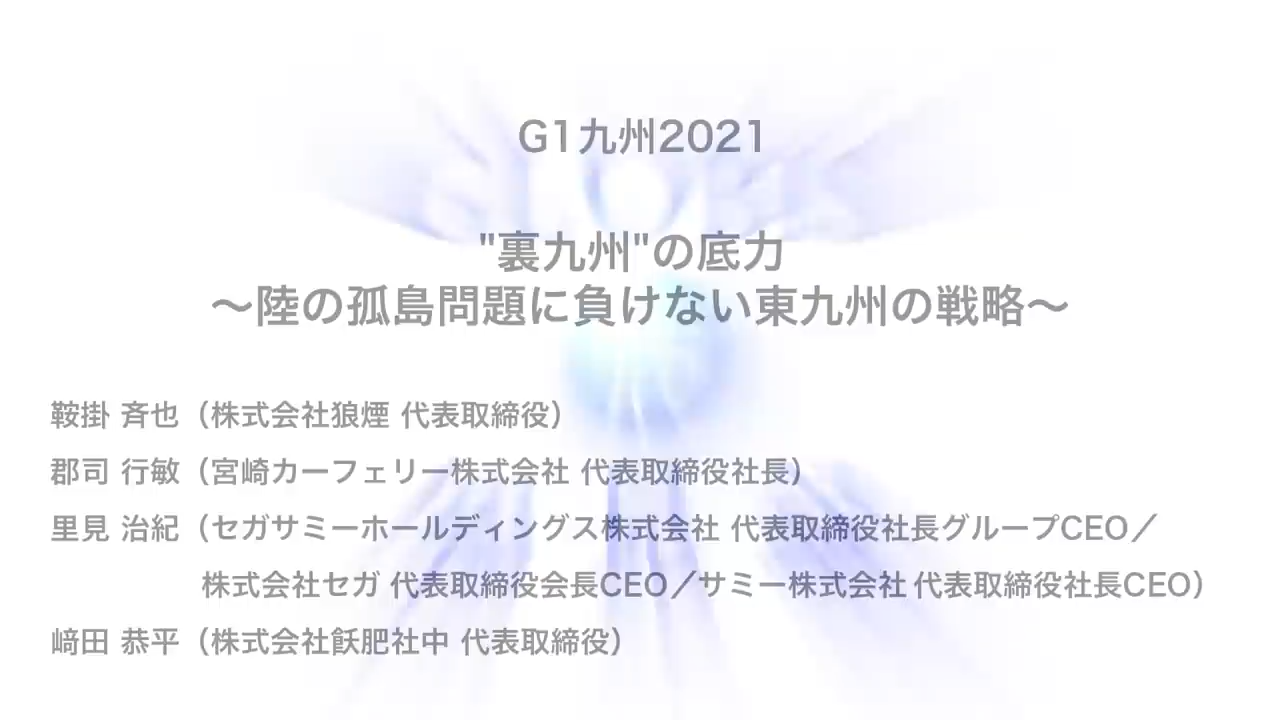 G1九州2021
"裏九州"の底力
～陸の孤島問題に負けない東九州の戦略～
鞍掛 斉也（株式会社狼煙 代表取締役）
郡司 行敏（宮崎カーフェリー株式会社 代表取締役社長）
里見 治紀（セガサミーホールディングス株式会社 代表取締役社長グループCEO／
株式会社セガ 代表取締役会長CEO／サミー株式会社 代表取締役社長CEO）
﨑田 恭平（株式会社飫肥社中 代表取締役）